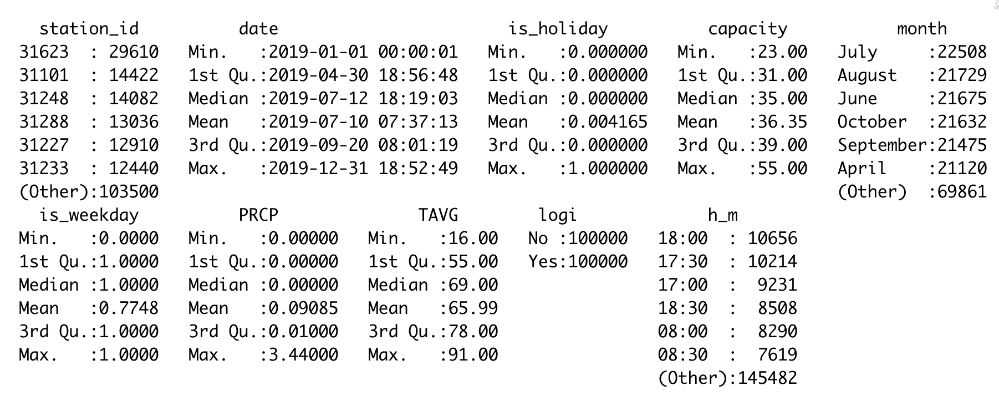 station_id          date                       is_holiday          capacity           month
31623  : 29610   Min.   :2019-01-01 00:00:01   Min.   :0.000000   Min.   :23.00   July     :22508
31101  : 14422   1st Qu.:2019-04-30 18:56:48   1st Qu.:0.000000   1st Qu.:31.00   August   :21729
31248  : 14082   Median :2019-07-12 18:19:03   Median :0.000000   Median :35.00   June     :21675
31288  : 13036   Mean   :2019-07-10 07:37:13   Mean   :0.004165   Mean   :36.35   October  :21632
31227  : 12910   3rd Qu.:2019-09-20 08:01:19   3rd Qu.:0.000000   3rd Qu.:39.00   September:21475
31233  : 12440   Max.   :2019-12-31 18:52:49   Max.   :1.000000   Max.   :55.00   April    :21120
(Other):103500                                                                    (Other)  :69861
  is_weekday          PRCP              TAVG        logi             h_m
Min.   :0.0000   Min.   :0.00000   Min.   :16.00   No :100000   18:00  : 10656
1st Qu.:1.0000   1st Qu.:0.00000   1st Qu.:55.00   Yes:100000   17:30  : 10214
Median :1.0000   Median :0.00000   Median :69.00                17:00  :  9231
Mean   :0.7748   Mean   :0.09085   Mean   :65.99                18:30  :  8508
3rd Qu.:1.0000   3rd Qu.:0.01000   3rd Qu.:78.00                08:00  :  8290
Max.   :1.0000   Max.   :3.44000   Max.   :91.00                08:30  :  7619
                                                                (Other):145482